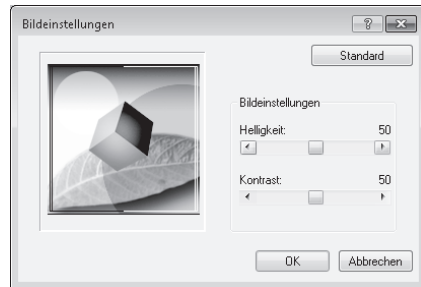 Bildeinstellungen
Standard
Bildeinstellungen
Helligkeit: 50
Kontrast: 50
OK Abbrechen